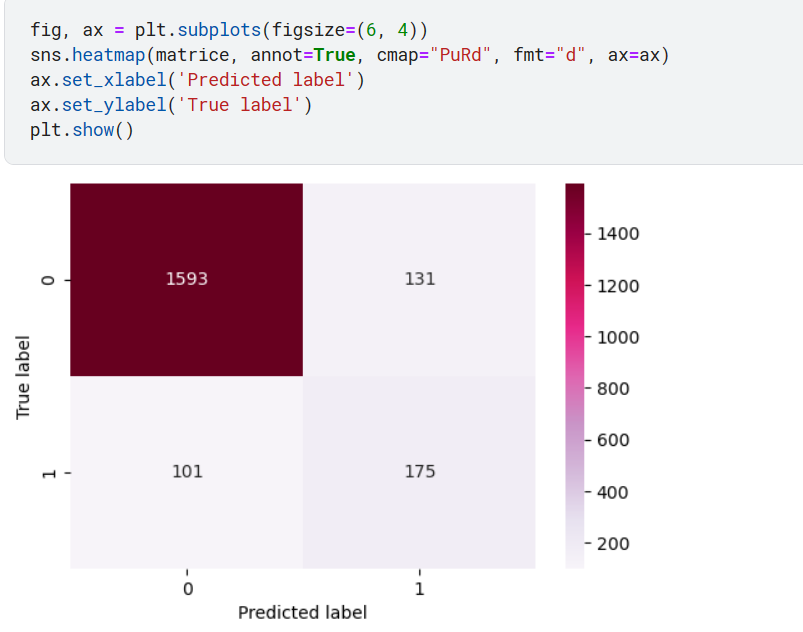 fig, ax = plt.subplots(figsize=(6, 4))
sns.heatmap(matrice, annot=True, cmap="PuRd", fmt="d", ax=ax)
ax.set_xlabel('Predicted label')
ax.set_ylabel('True label')
plt.show()
1593
131
101
175
0
1
True label
0
1
Predicted label
1400
1200
1000
800
600
400
200